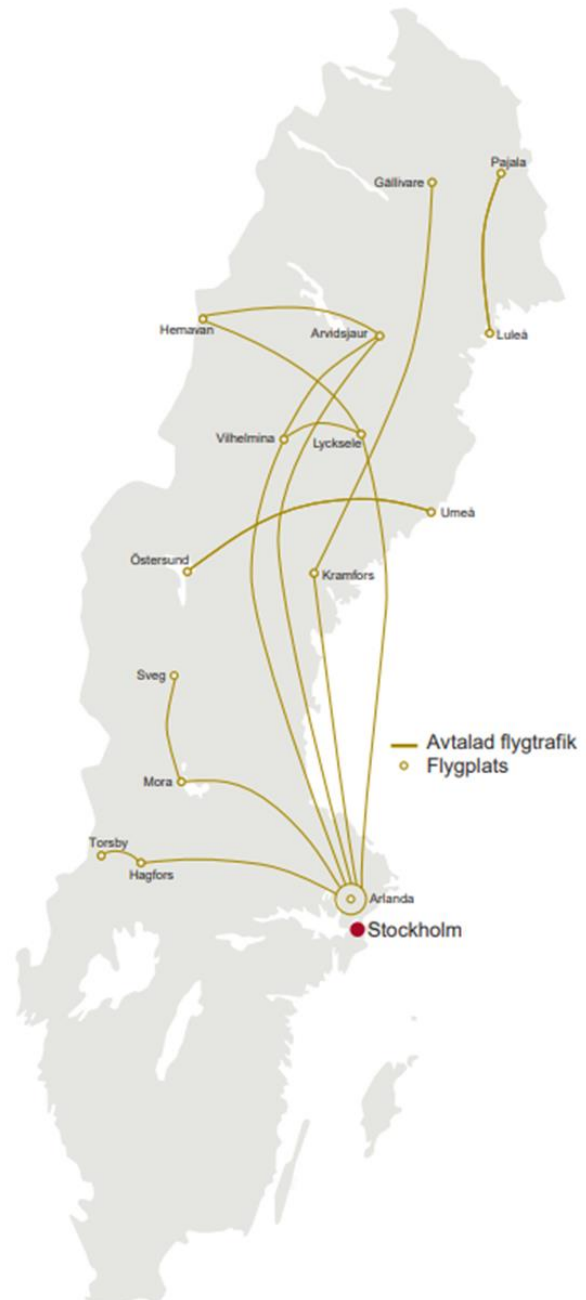 Pajala
Gällivare
Hemavan
Arvidsjaur
Luleå
Vilhelmina
Lycksele
Umeå
Östersund
Kramfors
Sveg
Avtalad flygtrafik
Flygplats
Mora
Torsby
Hagfors
Arlanda
Stockholm